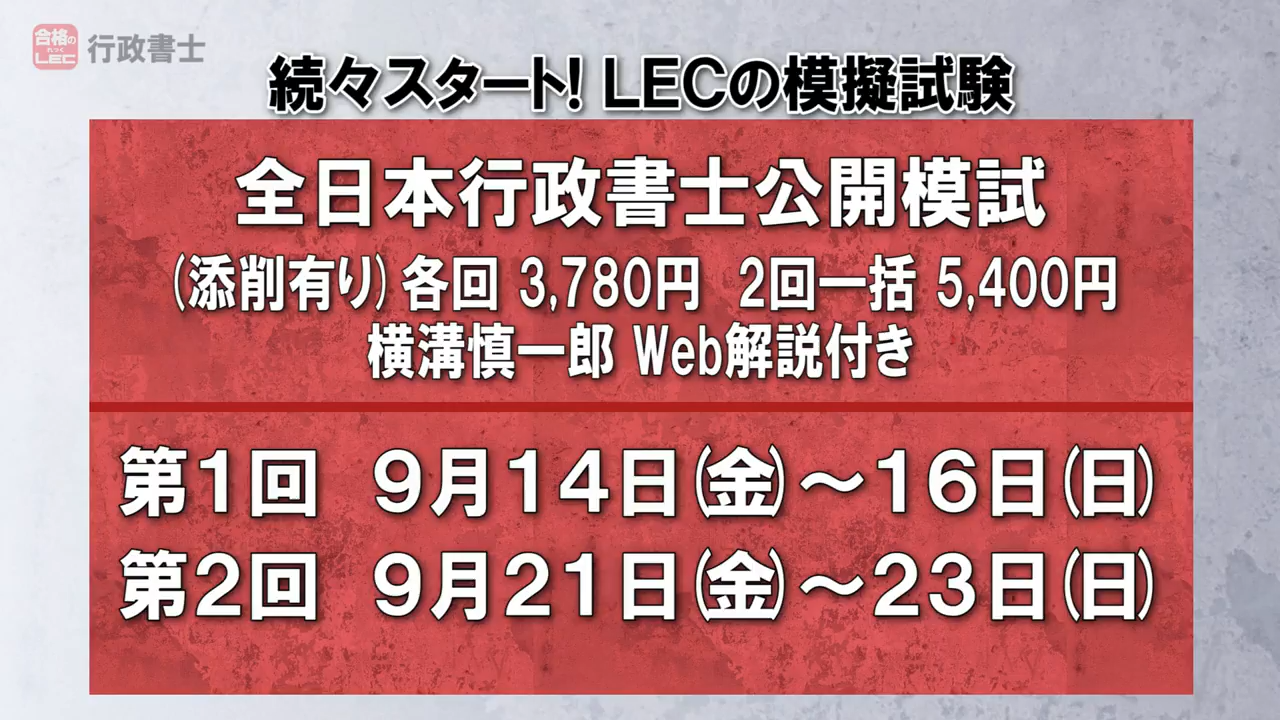 合格の
れっく
LEC
行政書士
続々スタート! LECの模擬試験
全日本行政書士公開模試
(添削有り) 各回 3,780円 2回一括 5,400円
横溝慎一郎 Web解説付き
第1回 9月14日(金)～16日(日)
第2回 9月21日(金)～23日(日)